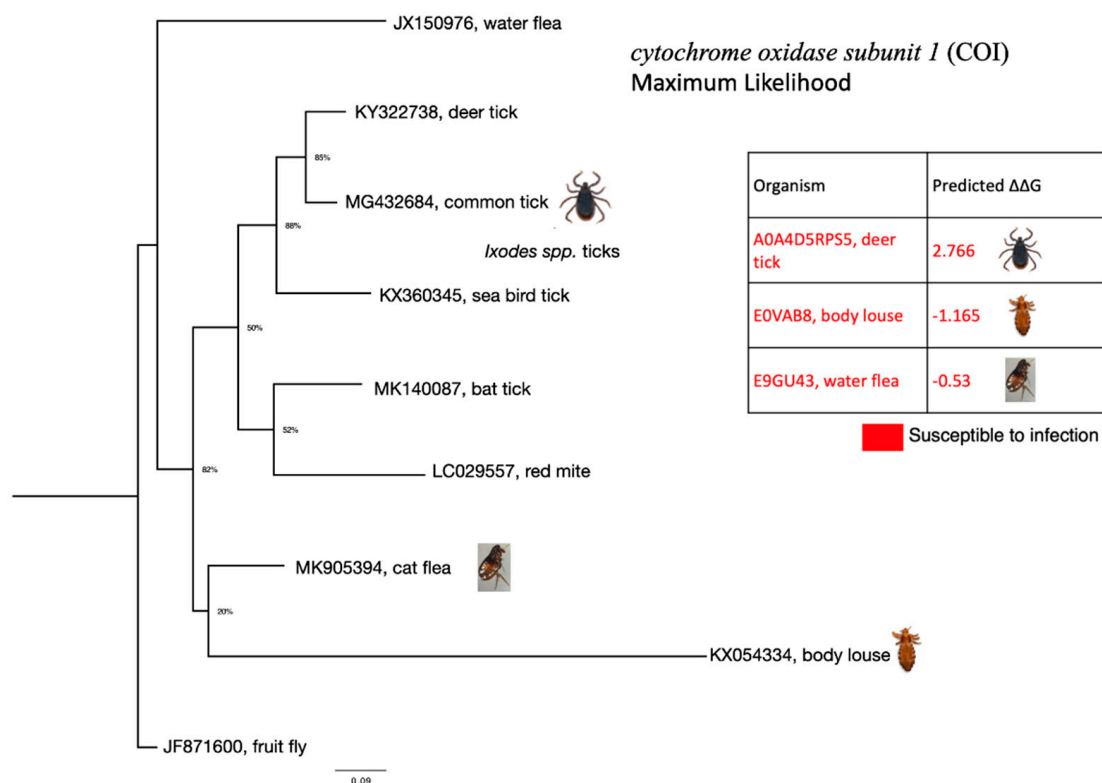 JX150976, water flea
cytochrome oxidase subunit 1 (COI)
Maximum Likelihood
KY322738, deer tick
85%
MG432684, common tick
88%
Ixodes spp. ticks
KX360345, sea bird tick
50%
MK140087, bat tick
52%
LC029557, red mite
82%
MK905394, cat flea
20%
KX054334, body louse
JF871600, fruit fly
0.09
Organism
Predicted ΔΔG
A0A4D5RPS5, deer
tick
2.766
E0VAB8, body louse
-1.165
E9GU43, water flea
-0.53
Susceptible to infection